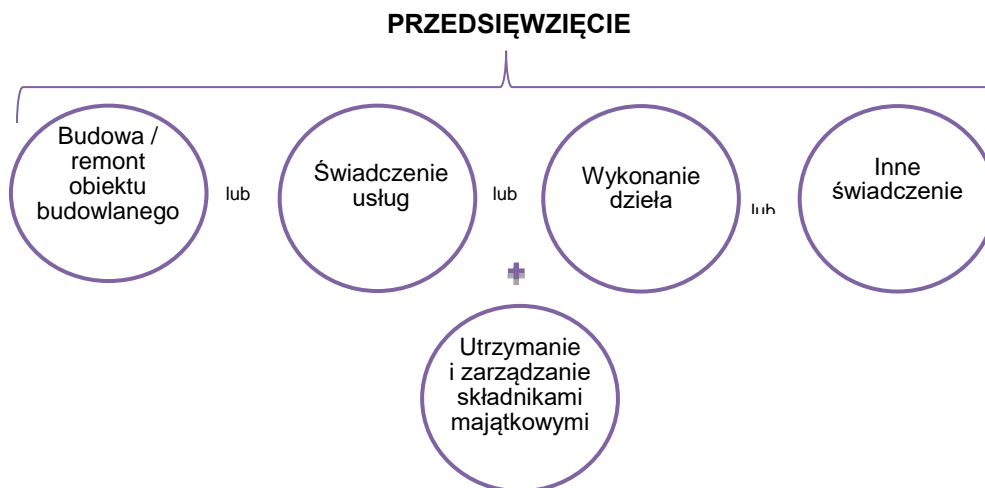 PRZEDSIĘWZIĘCIE
Budowa /
remont
obiektu
budowlanego
lub
Świadczenie
usług
lub
Wykonanie
dzieła
lub
Inne
świadczenie
+
Utrzymanie
i zarządzanie
składnikami
majątkowymi